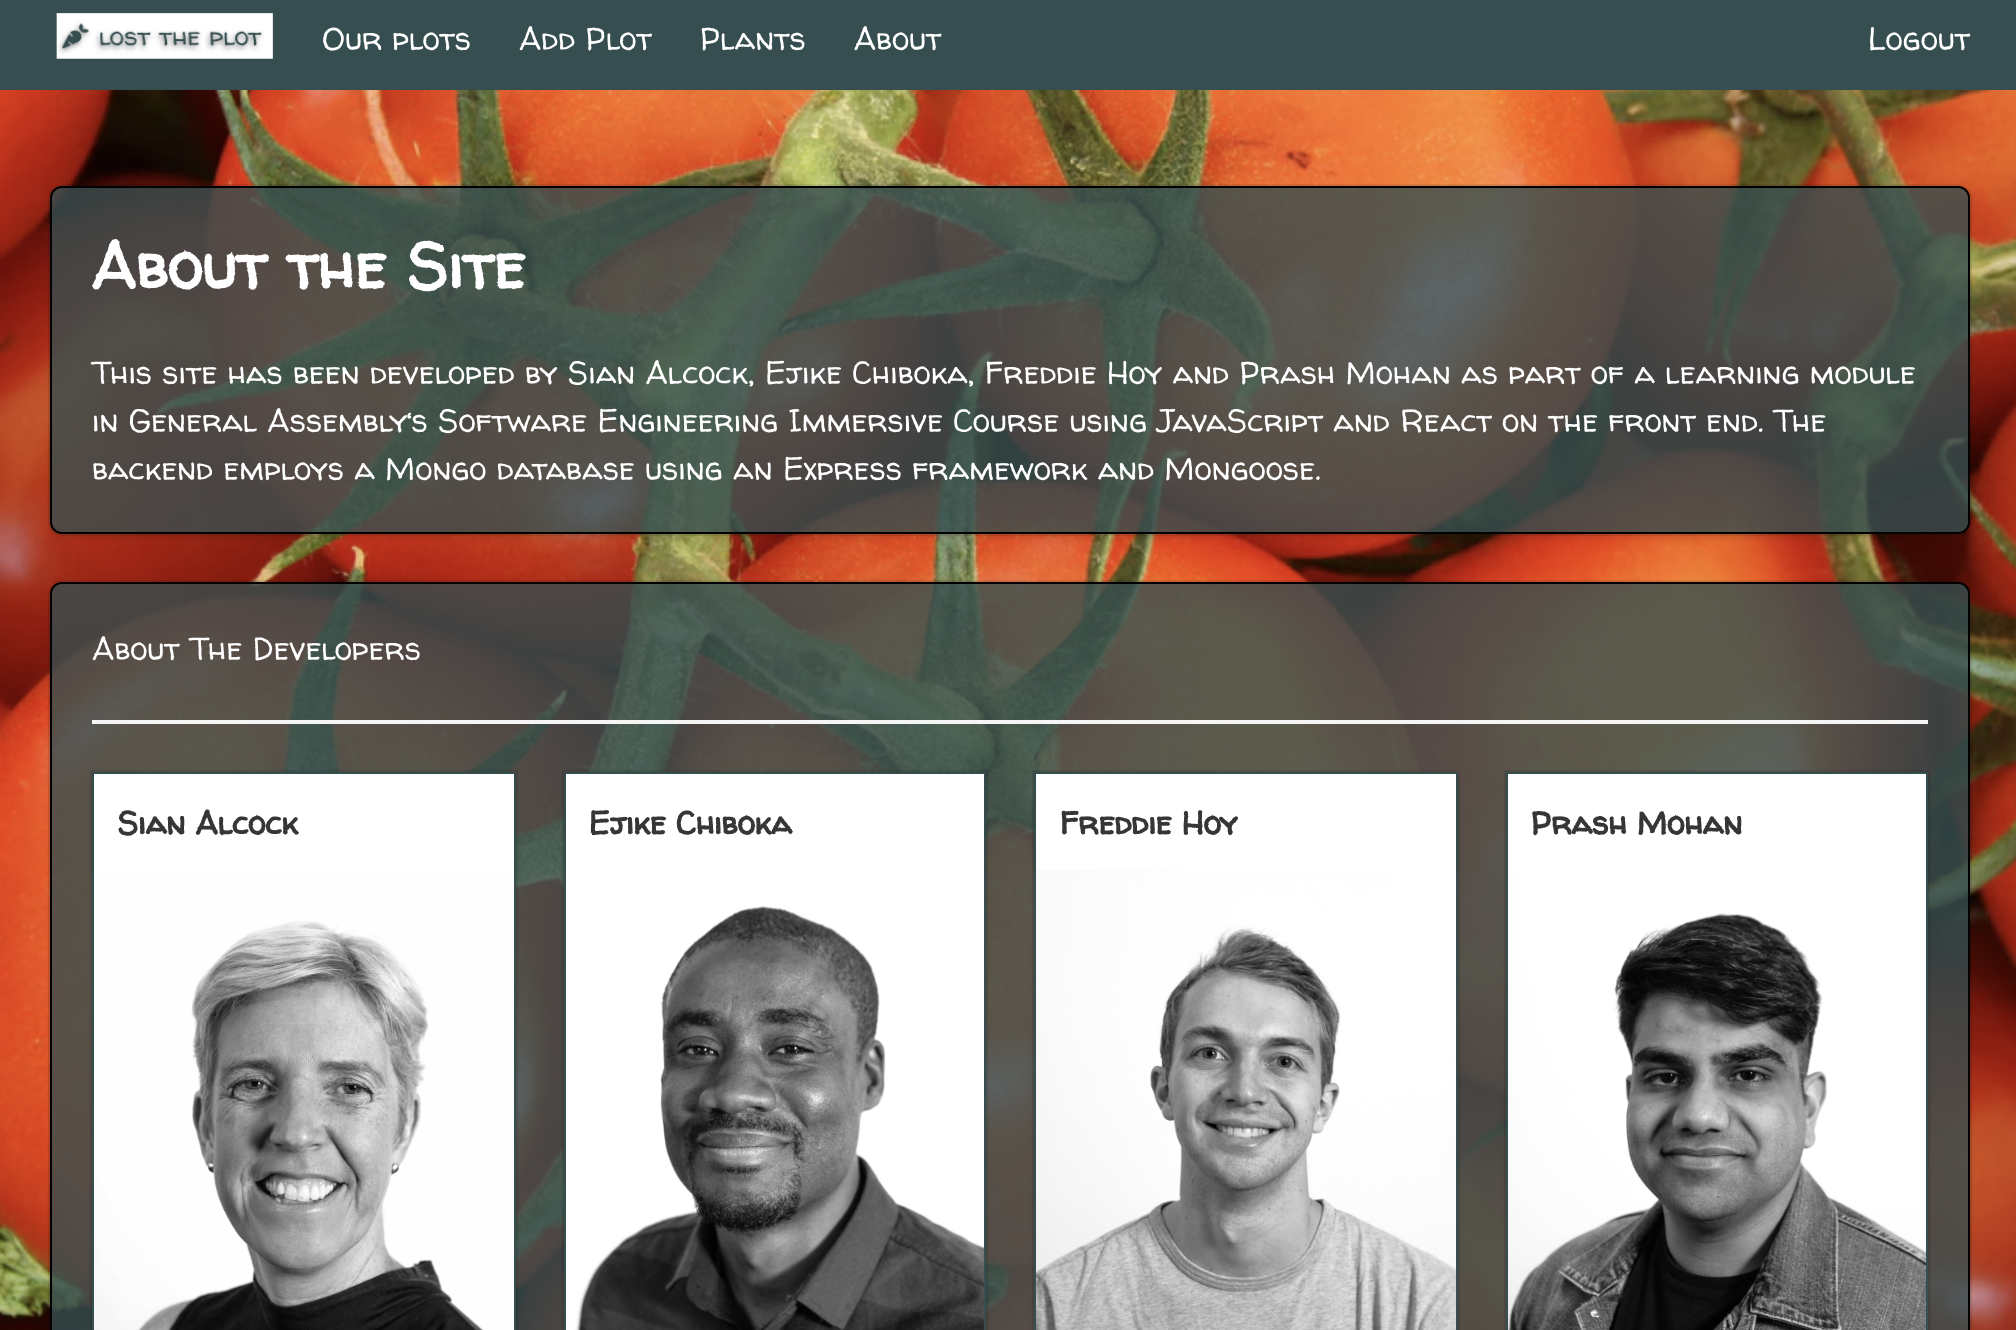 LOST THE PLOT
Our plots
Add Plot
Plants
About
Logout
About the Site
This site has been developed by Sian Alcock, Ejike Chiboka, Freddie Hoy and Prash Mohan as part of a learning module
in General Assembly's Software Engineering Immersive Course using JavaScript and React on the front end. The
backend employs a Mongo database using an Express framework and Mongoose.
About The Developers
Sian Alcock
Ejike Chiboka
Freddie Hoy
Prash Mohan